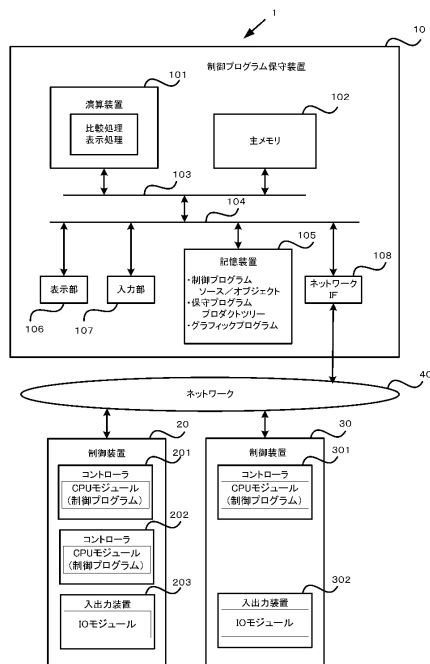 1
10
制御プログラム保守装置
101
演算装置
比較処理
表示処理
102
主メモリ
103
104
105
記憶装置
・制御プログラム
ソース/オブジェクト
・保守プログラム
プロダクトツリー
・グラフィックプログラム
108
ネットワーク
IF
表示部
106
入力部
107
40
ネットワーク
20
制御装置
201
コントローラ
CPUモジュール
(制御プログラム)
202
コントローラ
CPUモジュール
(制御プログラム)
203
入出力装置
IOモジュール
30
制御装置
301
コントローラ
CPUモジュール
(制御プログラム)
302
入出力装置
IOモジュール